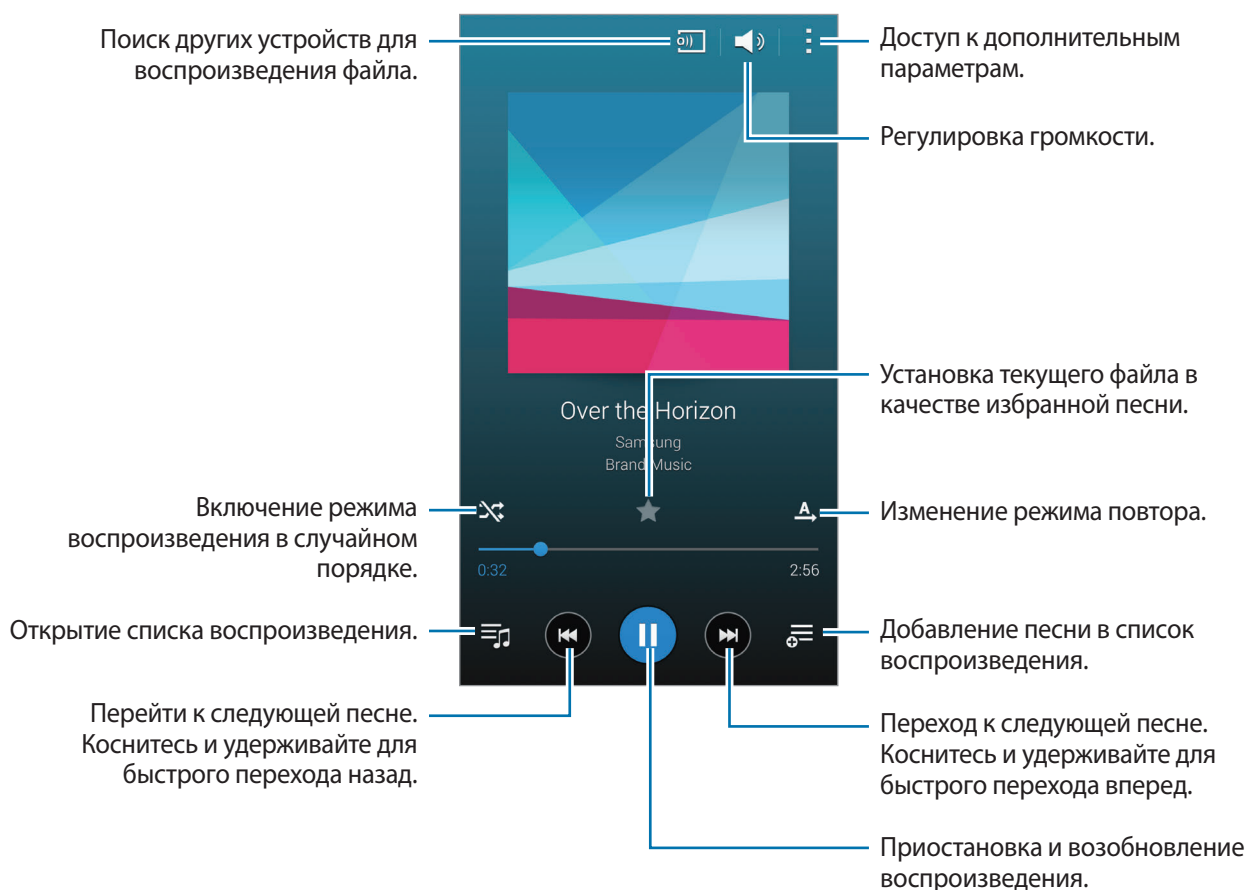 Поиск других устройств для
воспроизведения файла.
Доступ к дополнительным
параметрам.
Регулировка громкости.
Установка текущего файла в
качестве избранной песни.
Over the Horizon
Samsung
Brand Music
Включение режима
воспроизведения в случайном
порядке.
A
Изменение режима повтора.
0:32
2:56
Открытие списка воспроизведения.
Добавление песни в список
воспроизведения.
Перейти к следующей песне.
Коснитесь и удерживайте для
быстрого перехода назад.
Переход к следующей песне.
Коснитесь и удерживайте для
быстрого перехода вперед.
Приостановка и возобновление
воспроизведения.